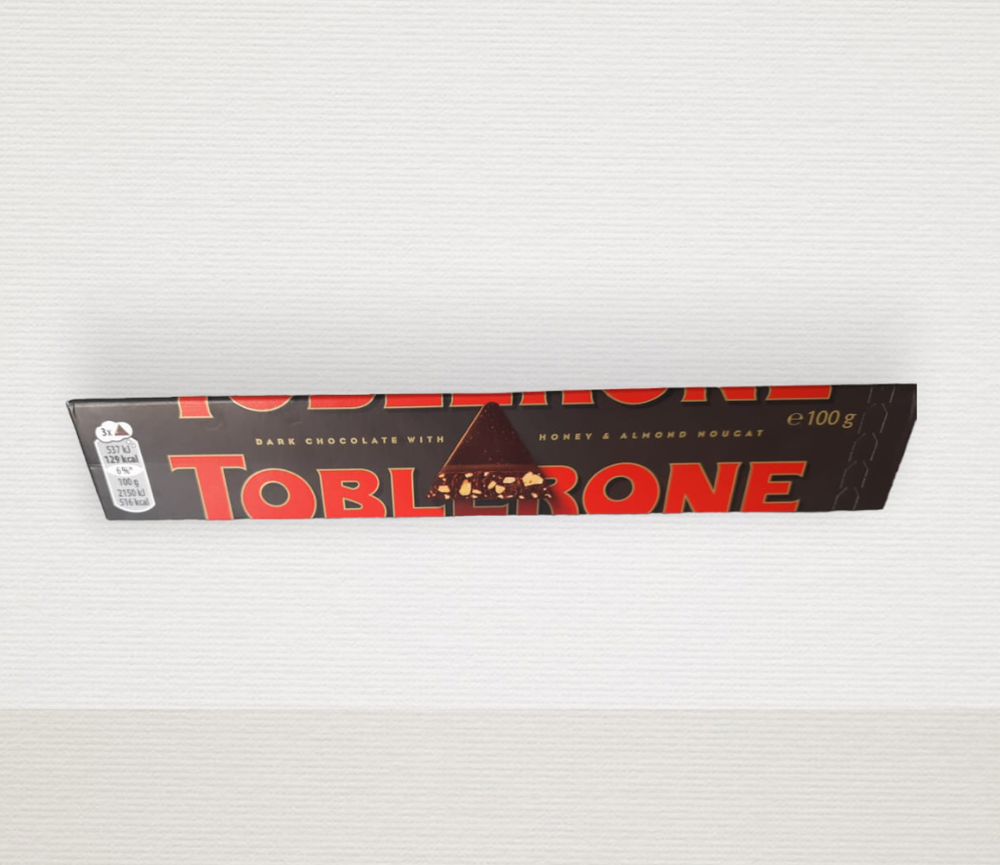 TOBLERONE
DARK CHOCOLATE WITH HONEY & ALMOND NOUGAT
℮100 g
TOBLERONE
3x
537 kJ
129 kcal
6%*
100 g
2150 kJ
516 kcal